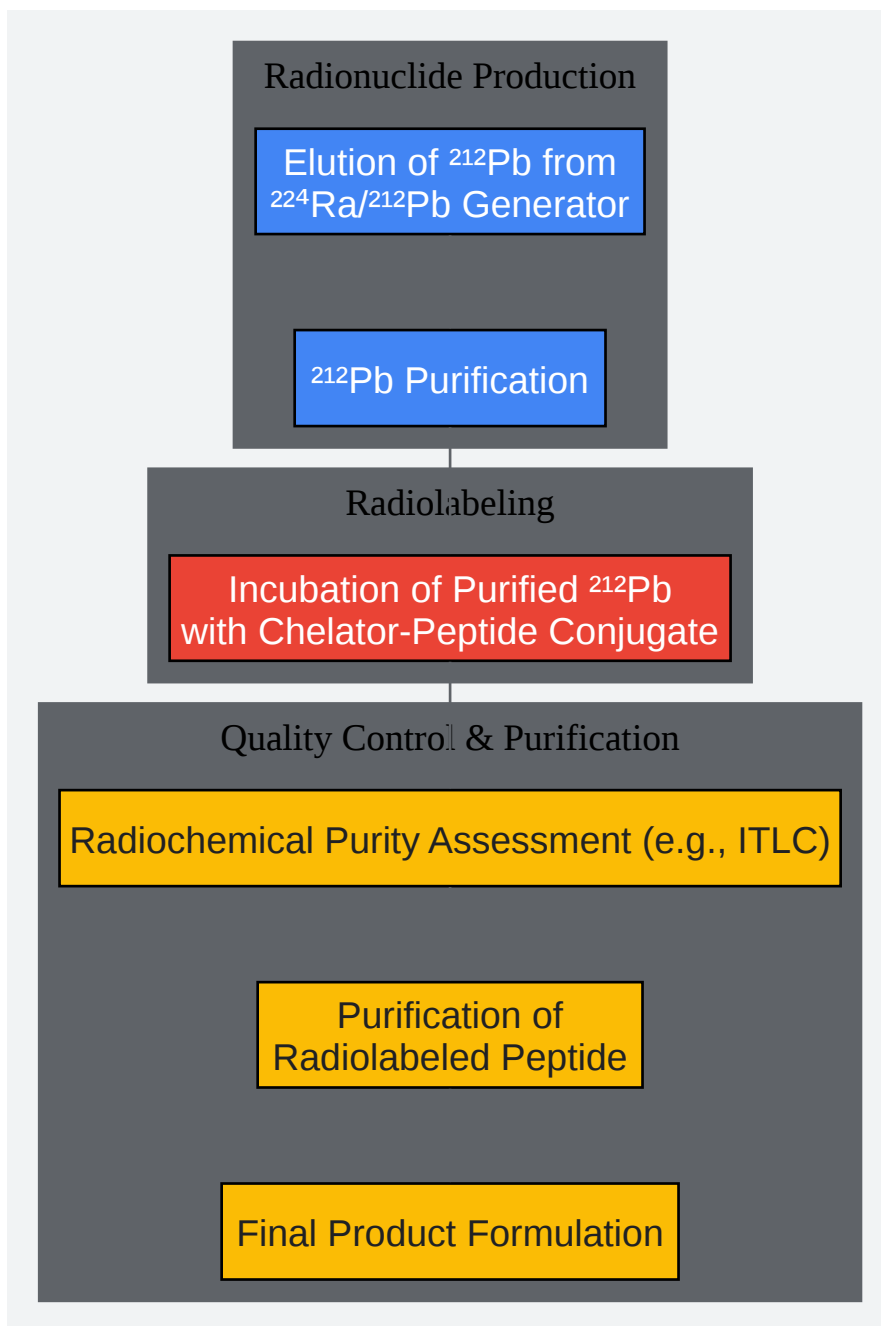 Radionuclide Production
Elution of ²¹²Pb from
²²⁴Ra/²¹²Pb Generator
²¹²Pb Purification
Radiolabeling
Incubation of Purified ²¹²Pb
with Chelator-Peptide Conjugate
Quality Control & Purification
Radiochemical Purity Assessment (e.g., ITLC)
Purification of
Radiolabeled Peptide
Final Product Formulation